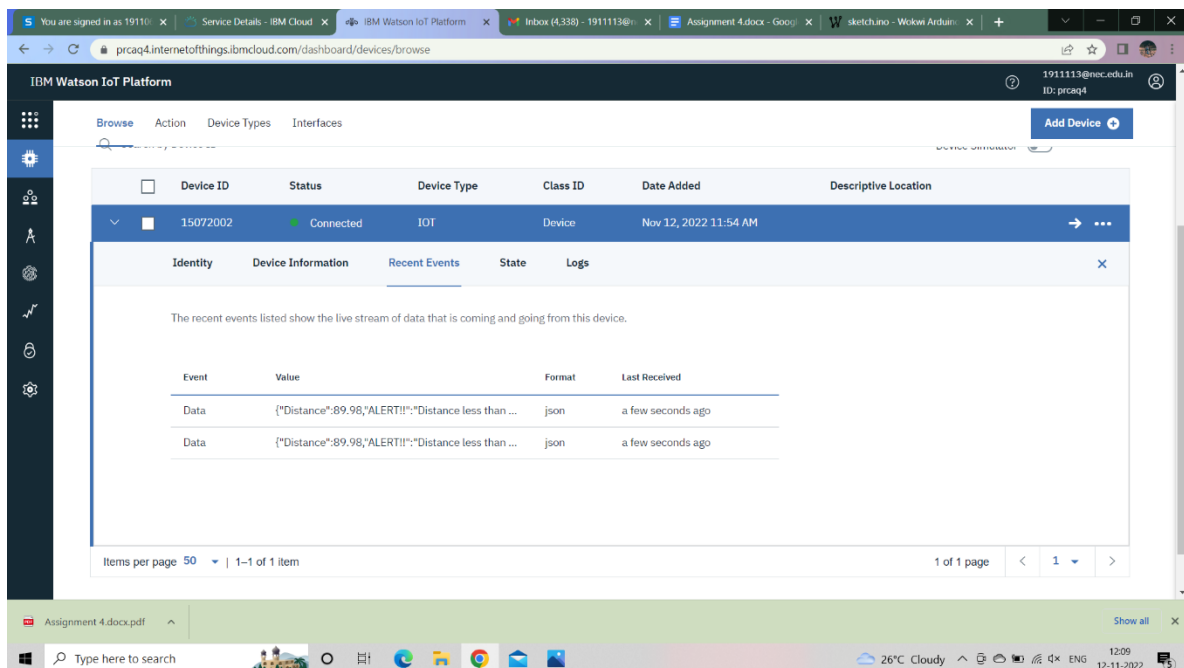 You are signed in as 19110
Service Details - IBM Cloud
IBM Watson IoT Platform
Inbox (4,338) - 1911113@n
Assignment 4.docx - Googl
sketch.ino - Wokwi Arduino
prcaq4.internetofthings.ibmcloud.com/dashboard/devices/browse
IBM Watson IoT Platform
1911113@nec.edu.in
ID: prcaq4
Browse Action Device Types Interfaces
Add Device
Device Simulator
Device ID Status Device Type Class ID Date Added Descriptive Location
15072002 Connected IOT Device Nov 12, 2022 11:54 AM
Identity Device Information Recent Events State Logs
The recent events listed show the live stream of data that is coming and going from this device.
Event Value Format Last Received
Data {"Distance":89.98,"ALERT!!":"Distance less than ... json a few seconds ago
Data {"Distance":89.98,"ALERT!!":"Distance less than ... json a few seconds ago
Items per page 50 | 1–1 of 1 item
1 of 1 page 1
Assignment 4.docx.pdf
Show all
Type here to search
26°C Cloudy ENG
12:09
12-11-2022